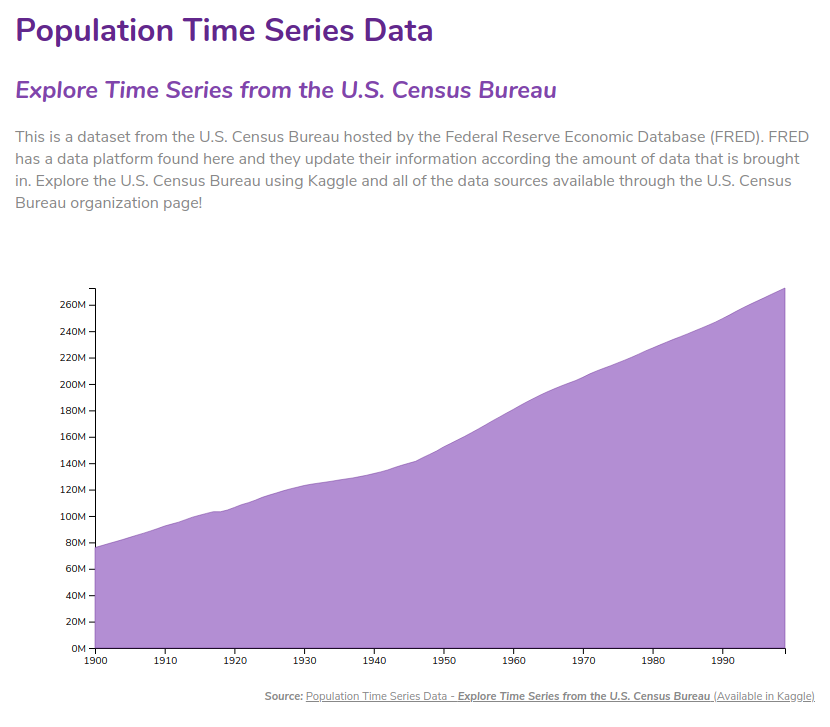 Population Time Series Data
Explore Time Series from the U.S. Census Bureau
This is a dataset from the U.S. Census Bureau hosted by the Federal Reserve Economic Database (FRED). FRED
has a data platform found here and they update their information according the amount of data that is brought
in. Explore the U.S. Census Bureau using Kaggle and all of the data sources available through the U.S. Census
Bureau organization page!
260M
240M
220M
200M
180M
160M
140M
120M
100M
80M
60M
40M
20M
0M
1900 1910 1920 1930 1940 1950 1960 1970 1980 1990
Source: Population Time Series Data - Explore Time Series from the U.S. Census Bureau (Available in Kaggle)